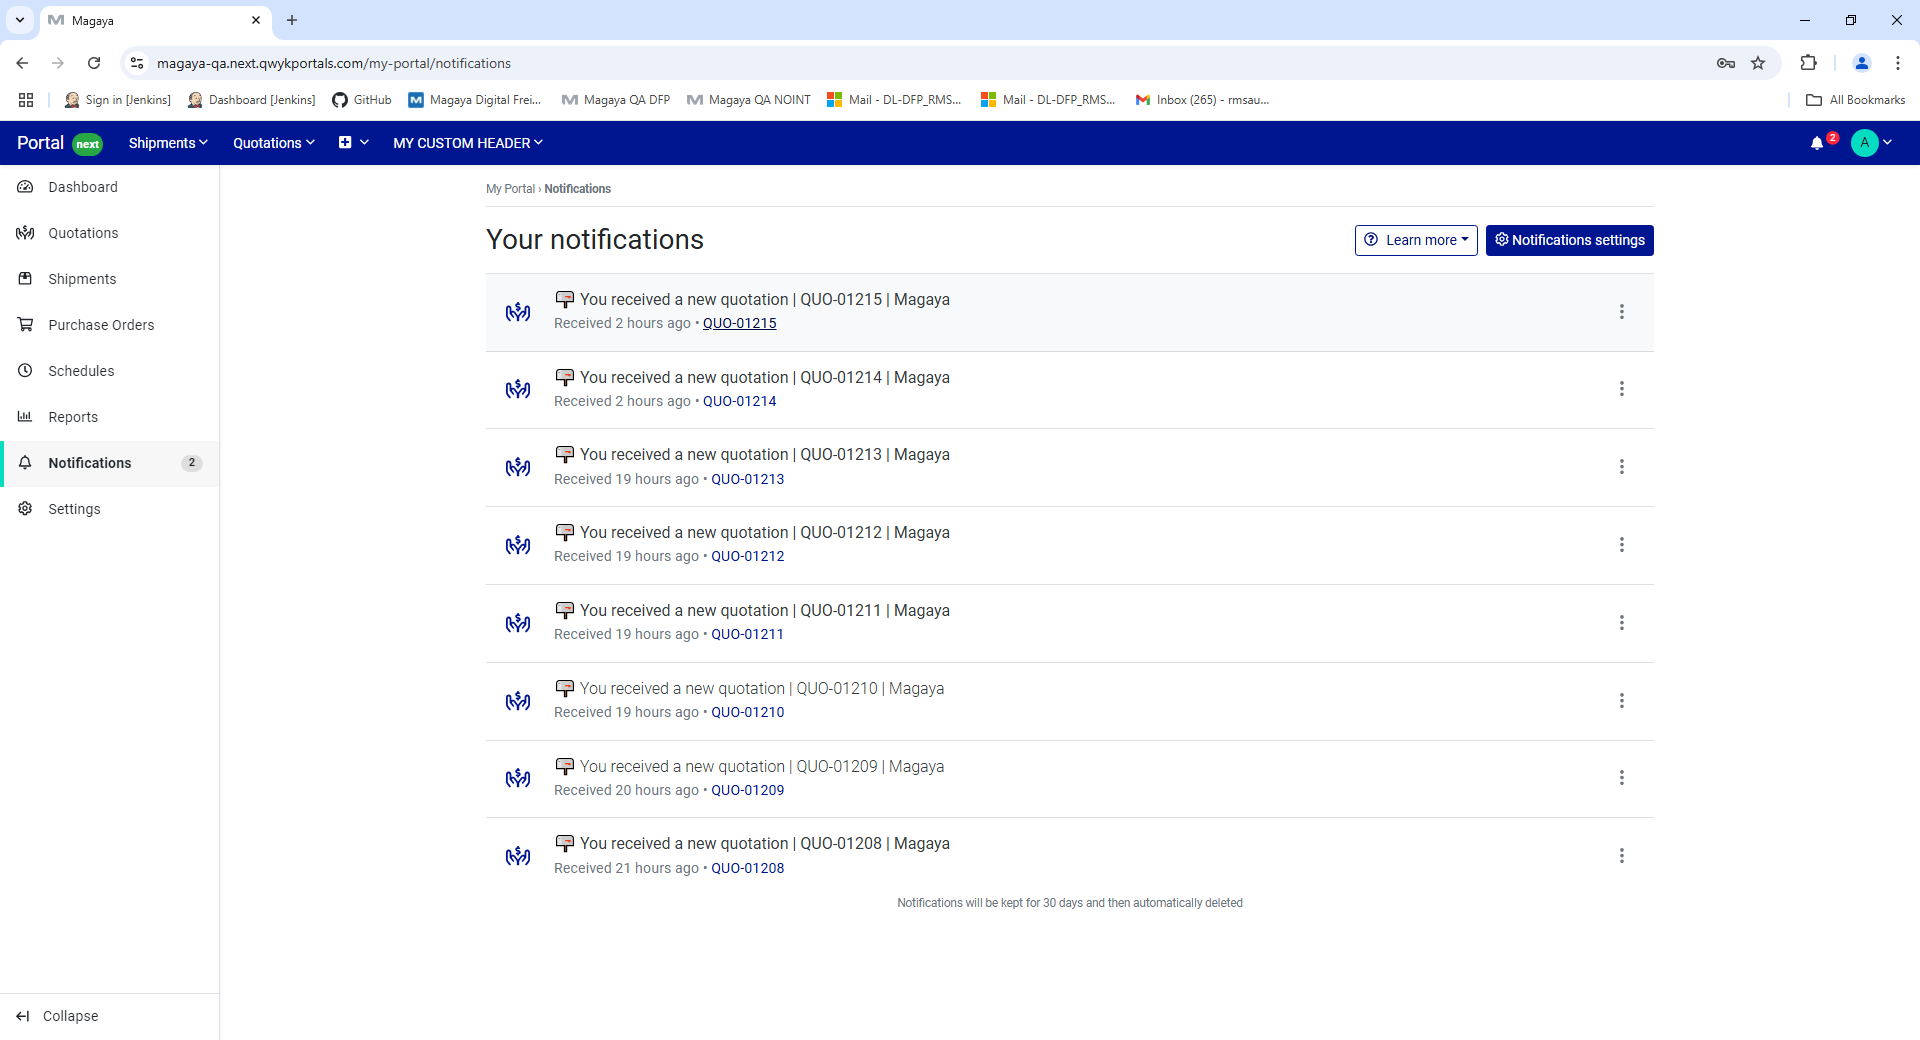 Magaya
magaya-qa.next.qwykportals.com/my-portal/notifications
Sign in [Jenkins]
Dashboard [Jenkins]
GitHub
Magaya Digital Frei...
Magaya QA DFP
Magaya QA NOINT
Mail - DL-DFP_RMS...
Mail - DL-DFP_RMS...
Inbox (265) - rmsau...
All Bookmarks
Portal next
Shipments
Quotations
MY CUSTOM HEADER
2
A
Dashboard
Quotations
Shipments
Purchase Orders
Schedules
Reports
Notifications 2
Settings
Collapse
My Portal › Notifications
Your notifications
Learn more
Notifications settings
You received a new quotation | QUO-01215 | Magaya
Received 2 hours ago • QUO-01215
You received a new quotation | QUO-01214 | Magaya
Received 2 hours ago • QUO-01214
You received a new quotation | QUO-01213 | Magaya
Received 19 hours ago • QUO-01213
You received a new quotation | QUO-01212 | Magaya
Received 19 hours ago • QUO-01212
You received a new quotation | QUO-01211 | Magaya
Received 19 hours ago • QUO-01211
You received a new quotation | QUO-01210 | Magaya
Received 19 hours ago • QUO-01210
You received a new quotation | QUO-01209 | Magaya
Received 20 hours ago • QUO-01209
You received a new quotation | QUO-01208 | Magaya
Received 21 hours ago • QUO-01208
Notifications will be kept for 30 days and then automatically deleted